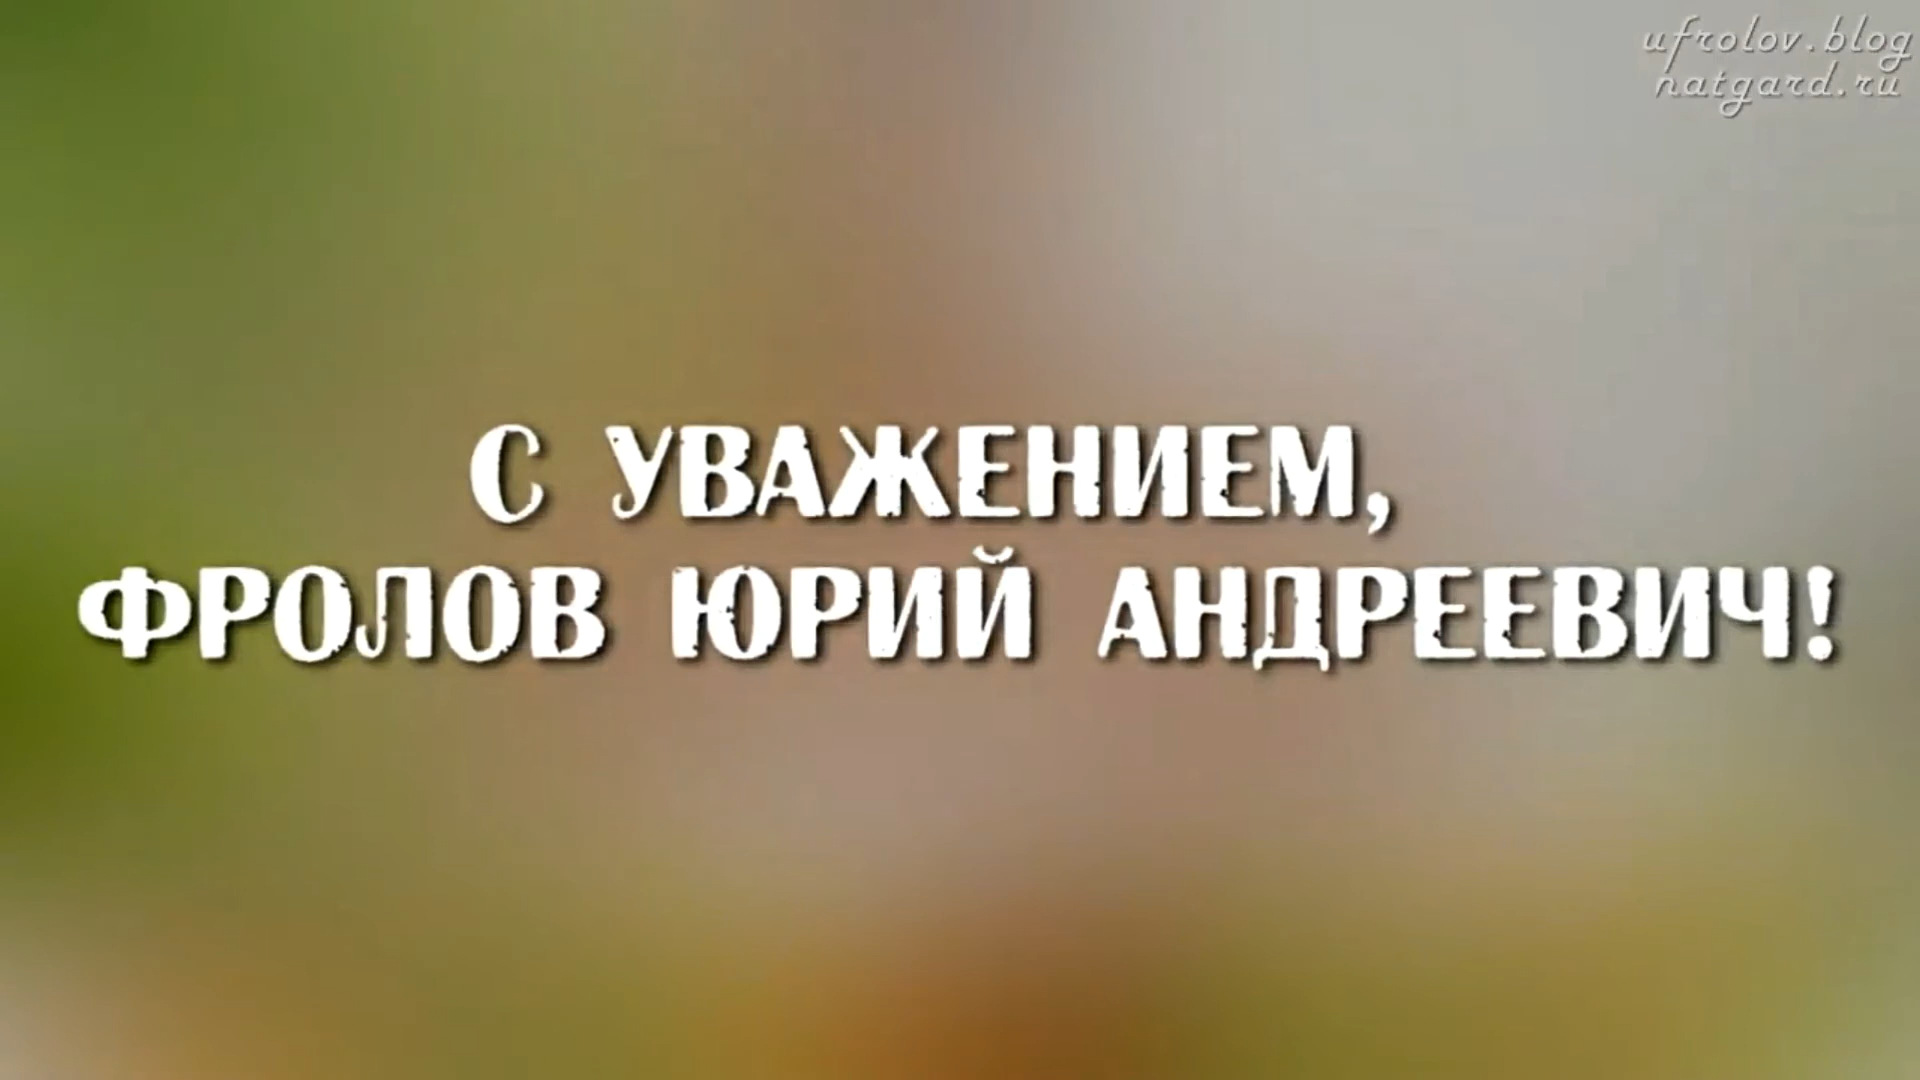 ufrolov.blog
natgard.ru
С УВАЖЕНИЕМ,
ФРОЛОВ ЮРИЙ АНДРЕЕВИЧ!